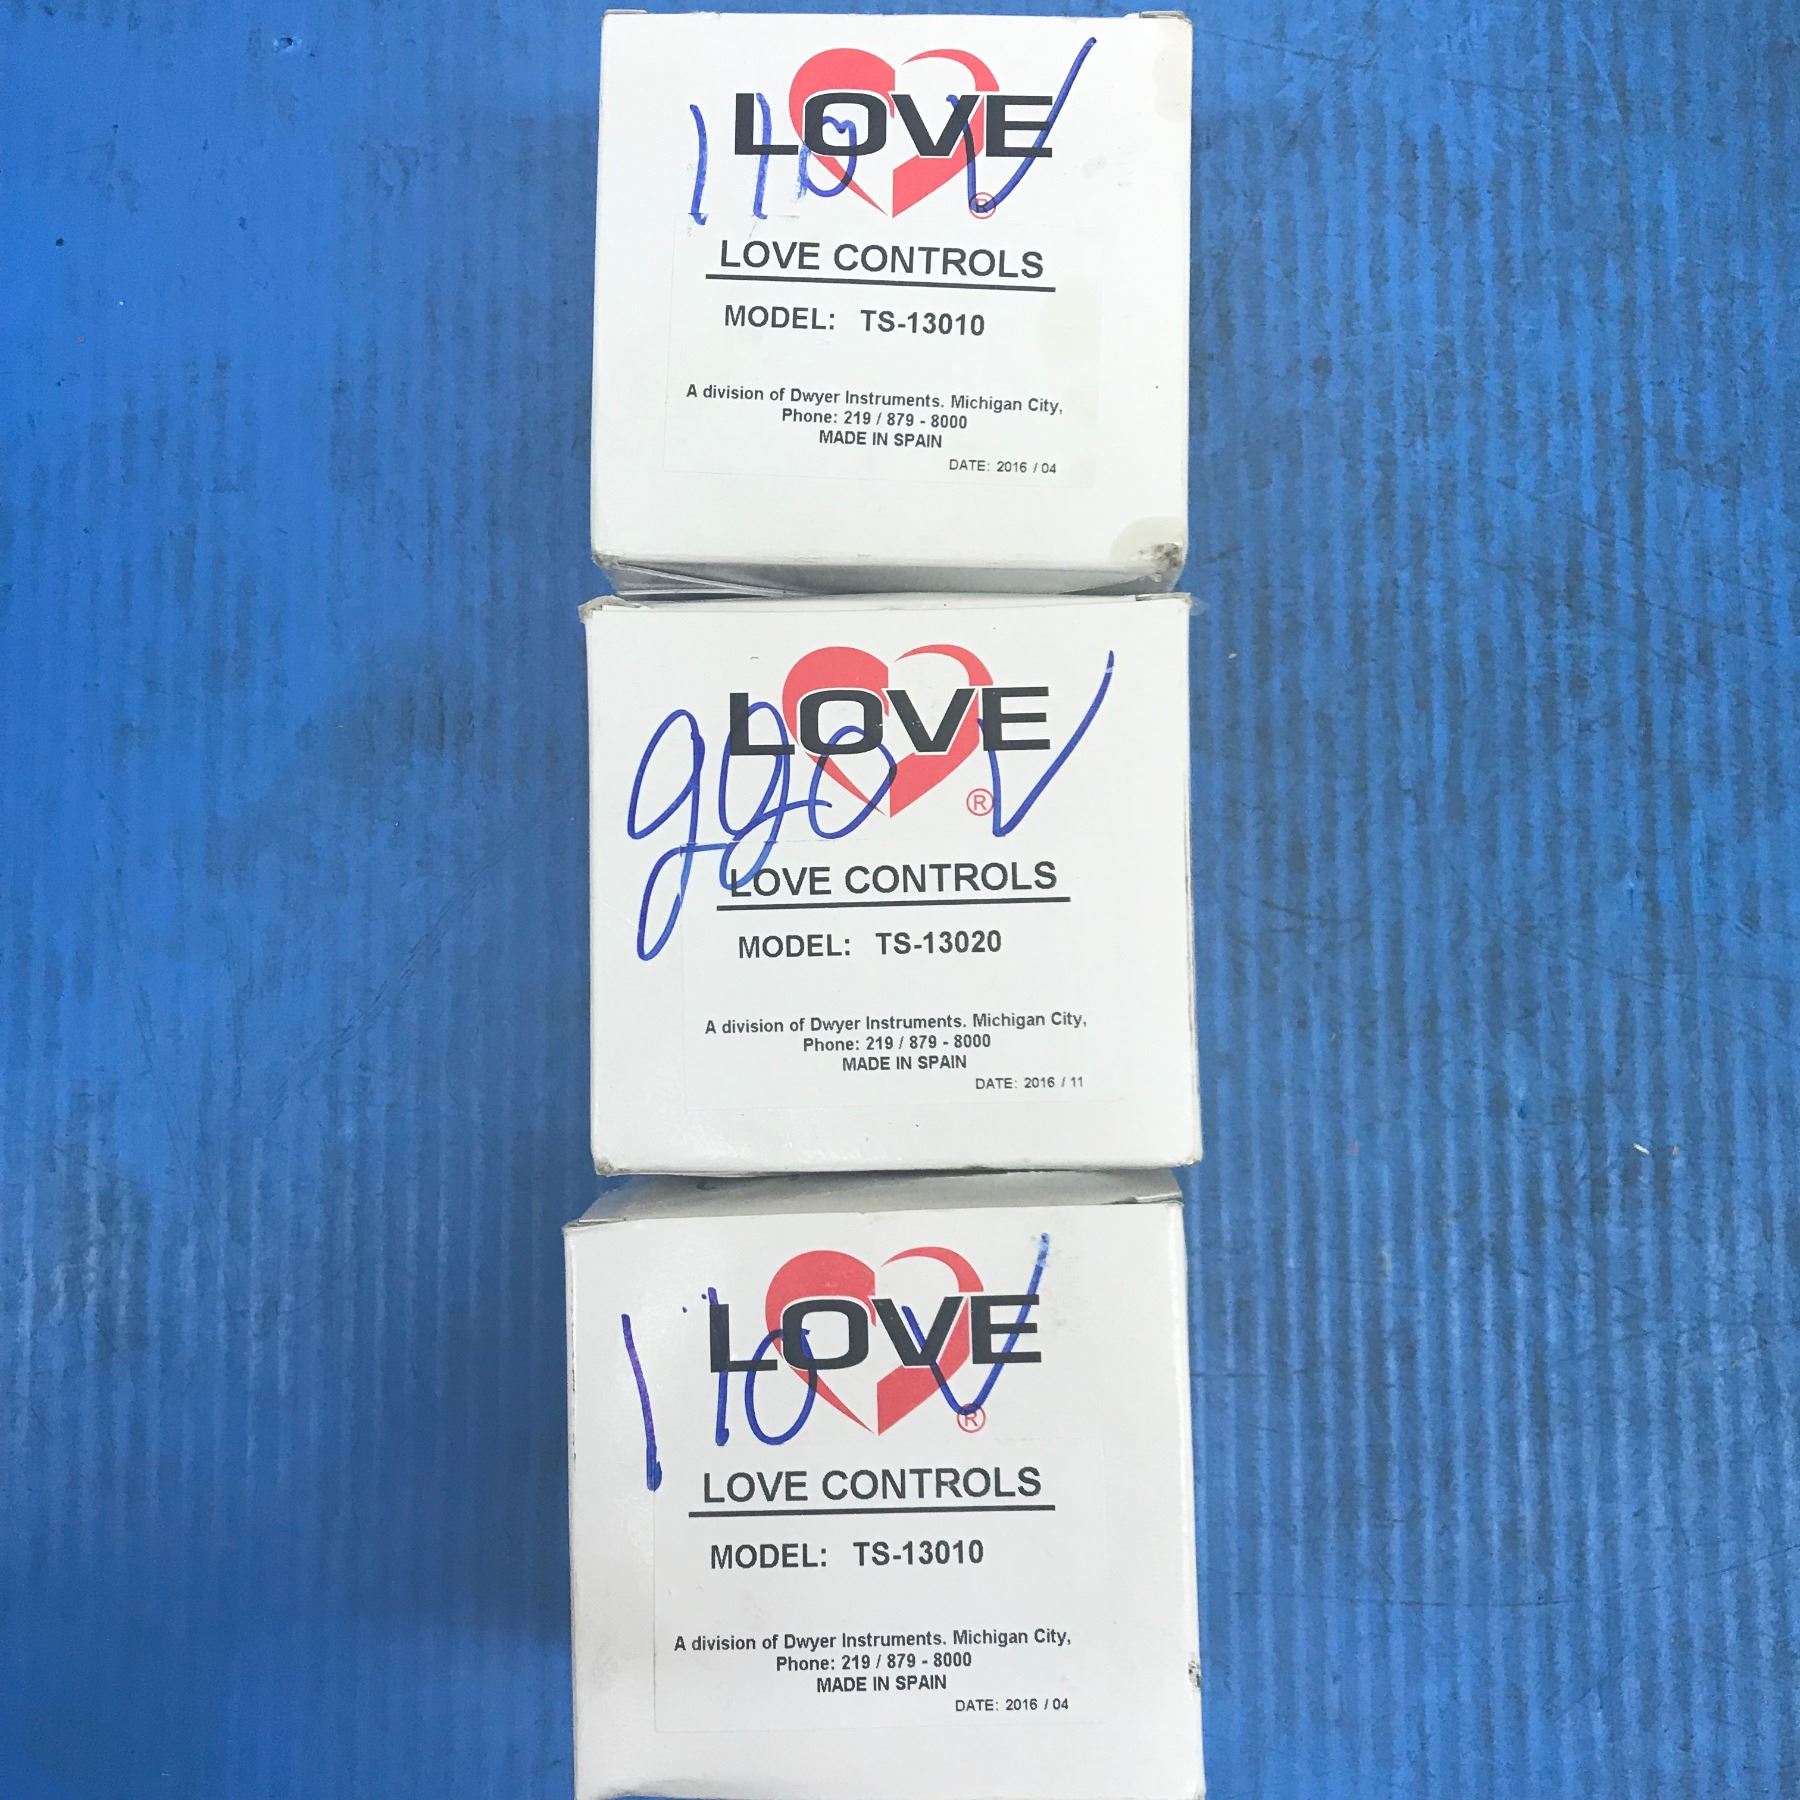 110 V
LOVE
®
LOVE CONTROLS
MODEL: TS-13010
A division of Dwyer Instruments. Michigan City,
Phone: 219 / 879 - 8000
MADE IN SPAIN
DATE: 2016 / 04
220 V
LOVE
®
LOVE CONTROLS
MODEL: TS-13020
A division of Dwyer Instruments. Michigan City,
Phone: 219 / 879 - 8000
MADE IN SPAIN
DATE: 2016 / 11
110 V
LOVE
®
LOVE CONTROLS
MODEL: TS-13010
A division of Dwyer Instruments. Michigan City,
Phone: 219 / 879 - 8000
MADE IN SPAIN
DATE: 2016 / 04